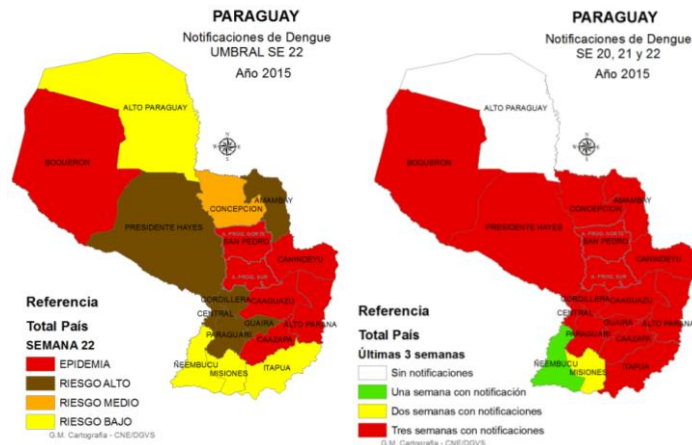 PARAGUAY
Notificaciones de Dengue
UMBRAL SE 22
Año 2015
ALTO PARAGUAY
BOQUERON
AMAMBAY
CONCEPCION
PRESIDENTE HAYES
SAN PEDRO
CANINDEYU
CORDILLERA
CAAGUAZU
CENTRAL
GUAIRA
ALTO PARANA
PARAGUARI
CAAZAPA
ÑEEMBUCU
MISIONES
ITAPUA
Referencia
Total País
SEMANA 22
EPIDEMIA
RIESGO ALTO
RIESGO MEDIO
RIESGO BAJO
G.M. Cartografía - CNE/DGVS
PARAGUAY
Notificaciones de Dengue
SE 20, 21 y 22
Año 2015
ALTO PARAGUAY
BOQUERON
AMAMBAY
CONCEPCION
PRESIDENTE HAYES
SAN PEDRO
CANINDEYU
CORDILLERA
CAAGUAZU
CENTRAL
GUAIRA
ALTO PARANA
PARAGUARI
CAAZAPA
ÑEEMBUCU
MISIONES
ITAPUA
Referencia
Total País
Últimas 3 semanas
Sin notificaciones
Una semana con notificación
Dos semanas con notificaciones
Tres semanas con notificaciones
G.M. Cartografía - CNE/DGVS